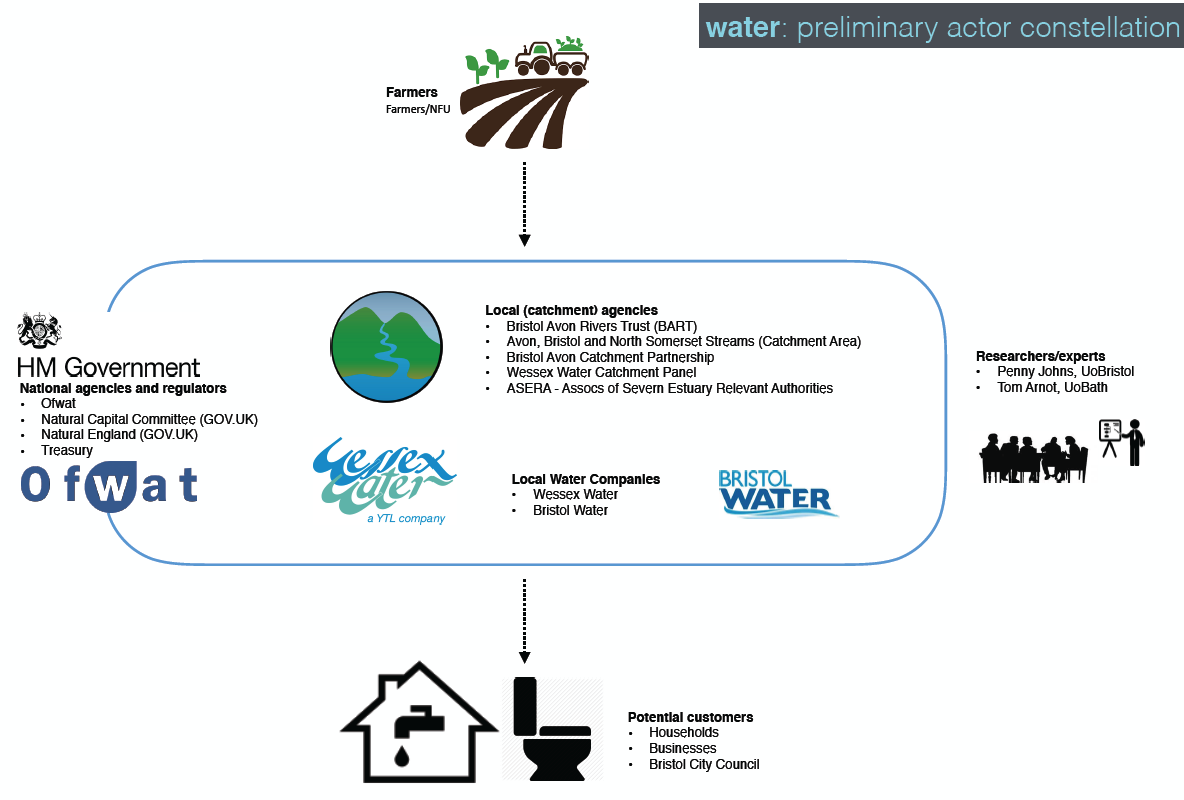 water: preliminary actor constellation
Farmers
Farmers/NFU
HM Government
National agencies and regulators
• Ofwat
• Natural Capital Committee (GOV.UK)
• Natural England (GOV.UK)
• Treasury
Ofwat
Local (catchment) agencies
• Bristol Avon Rivers Trust (BART)
• Avon, Bristol and North Somerset Streams (Catchment Area)
• Bristol Avon Catchment Partnership
• Wessex Water Catchment Panel
• ASERA - Assocs of Severn Estuary Relevant Authorities
Wessex
Water
a YTL company
Local Water Companies
• Wessex Water
• Bristol Water
BRISTOL
WATER
Researchers/experts
• Penny Johns, UoBristol
• Tom Arnot, UoBath
Potential customers
• Households
• Businesses
• Bristol City Council